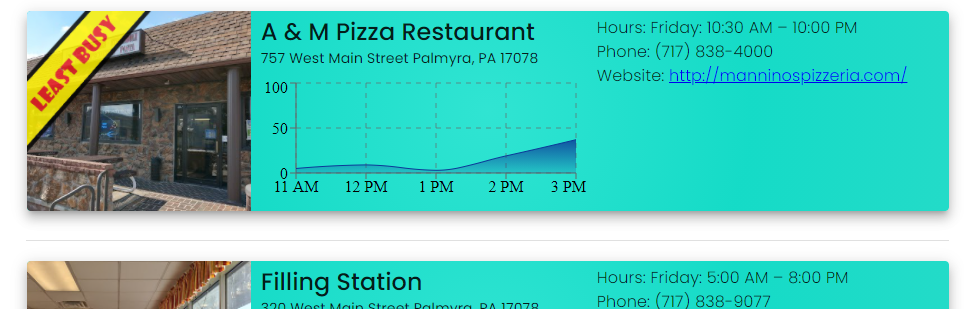 LEAST BUSY
A & M Pizza Restaurant
757 West Main Street Palmyra, PA 17078
100
50
0
11 AM 12 PM 1 PM 2 PM 3 PM
Hours: Friday: 10:30 AM – 10:00 PM
Phone: (717) 838-4000
Website: http://manninospizzeria.com/
Filling Station
320 West Main Street Palmyra, PA 17078
Hours: Friday: 5:00 AM – 8:00 PM
Phone: (717) 838-9077